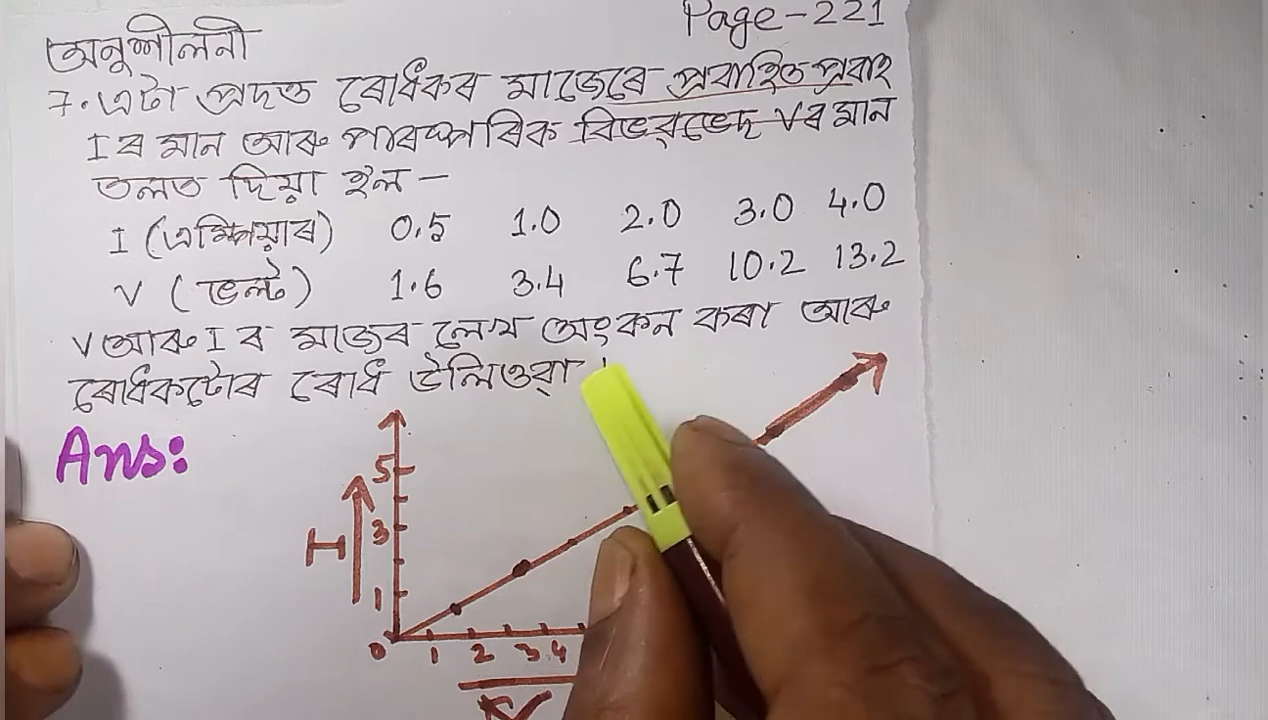 Page-221
অনুশীলনী
7. এটা প্ৰদত্ত ৰোধকৰ মাজেৰে প্ৰবাহিত প্ৰবাহ
I ৰ মান আৰু পাৰস্পৰিক বিভৱভেদ V ৰ মান
তলত দিয়া হ'ল –
I (এম্পিয়াৰ) 0.5 1.0 2.0 3.0 4.0
V (ভল্ট) 1.6 3.4 6.7 10.2 13.2
V আৰু I ৰ মাজৰ লেখ অংকন কৰা আৰু
ৰোধকটোৰ ৰোধ উলিওৱা।
Ans:
5
3
I
1
0 1 2 3 4
V